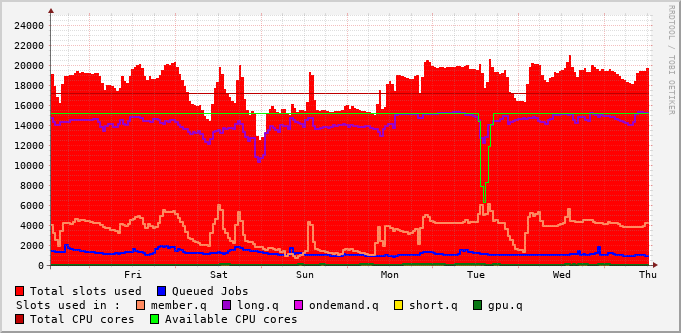 24000
22000
20000
18000
16000
14000
12000
10000
8000
6000
4000
2000
0
Fri Sat Sun Mon Tue Wed Thu
RRDTOOL / TOBI OETIKER
Total slots used Queued Jobs
Slots used in : member.q long.q ondemand.q short.q gpu.q
Total CPU cores Available CPU cores